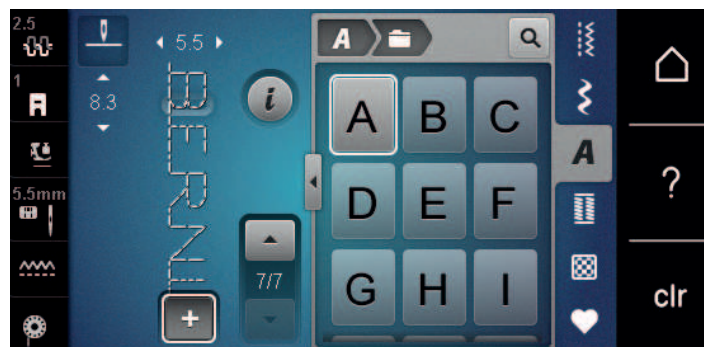 2.5
1
5.5mm
5.5
8.3
BERNI
i
7/7
+
A
A B C
D E F
G H I
A
?
clr